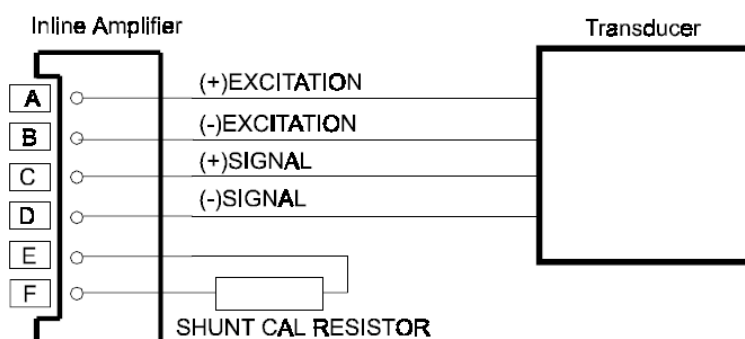 Inline Amplifier
Transducer
A
(+)EXCITATION
B
(-)EXCITATION
C
(+)SIGNAL
D
(-)SIGNAL
E
F
SHUNT CAL RESISTOR